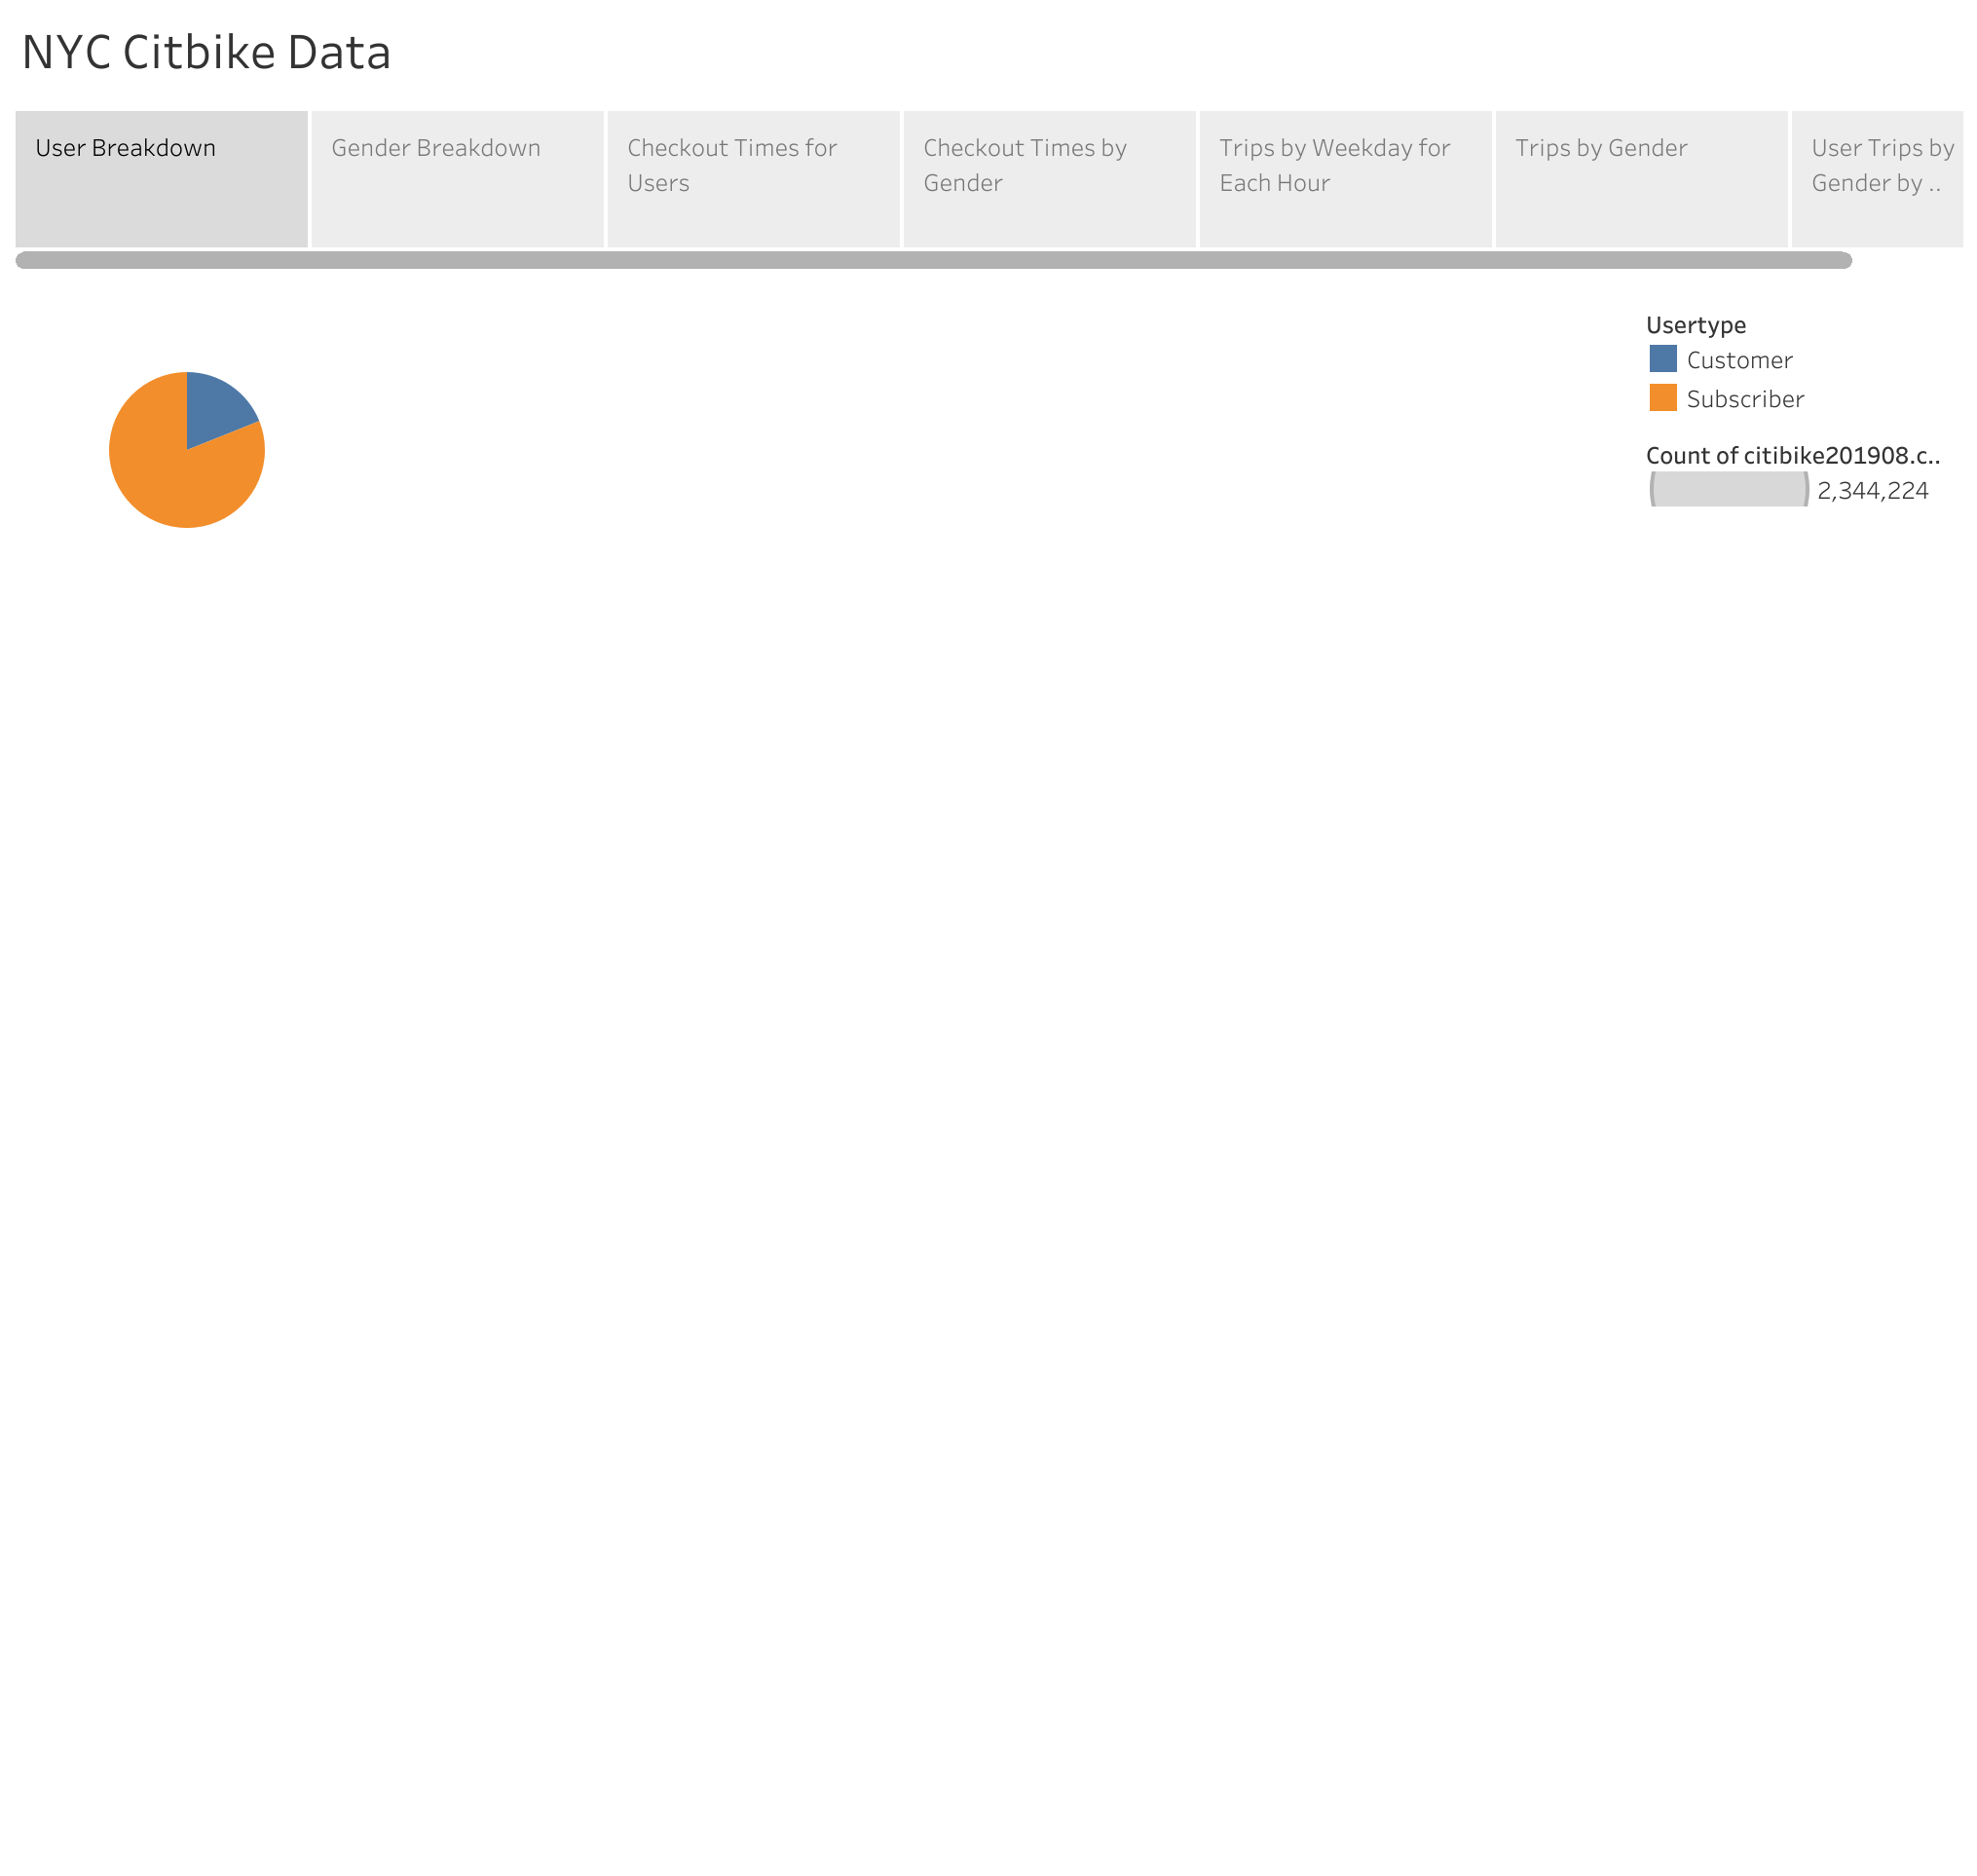 NYC Citbike Data
User Breakdown
Gender Breakdown
Checkout Times for
Users
Checkout Times by
Gender
Trips by Weekday for
Each Hour
Trips by Gender
User Trips by
Gender by ..
Usertype
Customer
Subscriber
Count of citibike201908.c..
2,344,224